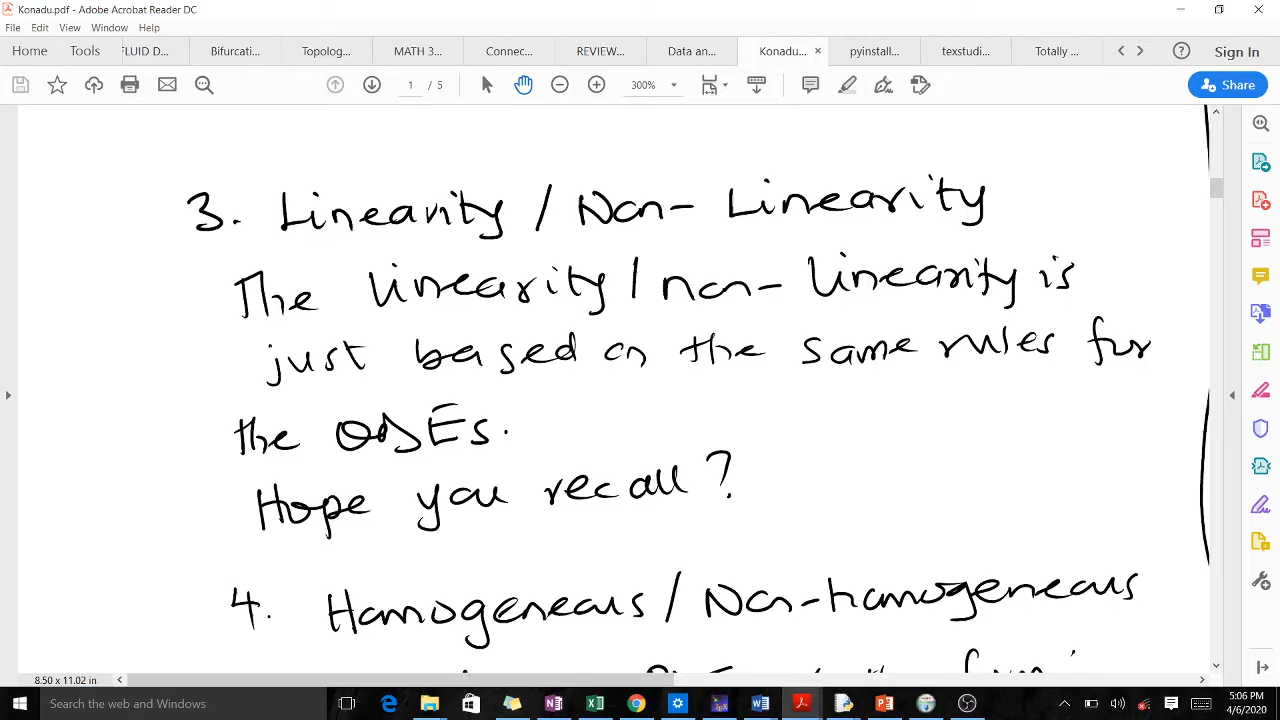 Konadu.pdf - Adobe Acrobat Reader DC
File Edit View Window Help
Home Tools FLUID D... Bifurcati... Topolog... MATH 3... Connec... REVIEW... Data an... Konadu... × pyinstall... texstudi... Totally ... Sign In
1 / 5 300% Share
3. Linearity / Non-Linearity
The linearity / non-linearity is
just based on the same rules for
the ODEs.
Hope you recall?
4. Homogeneous / Non-homogeneous
8.50 x 11.02 in
Search the web and Windows
5:06 PM
4/6/2020